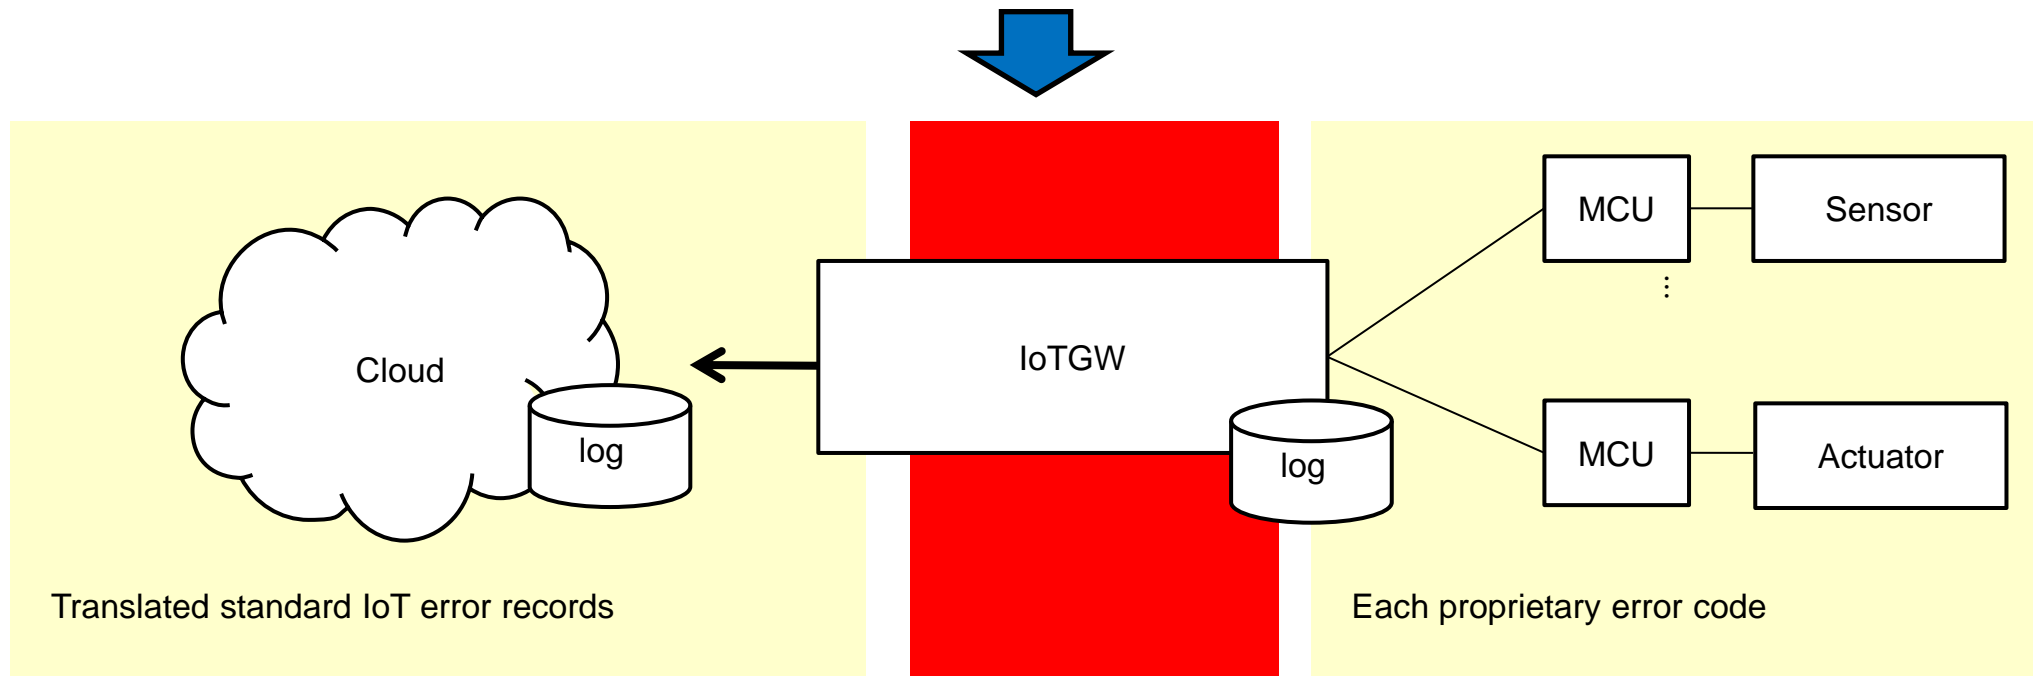 MCU
Sensor
⋮
IoTGW
Cloud
log
log
MCU
Actuator
Translated standard IoT error records
Each proprietary error code